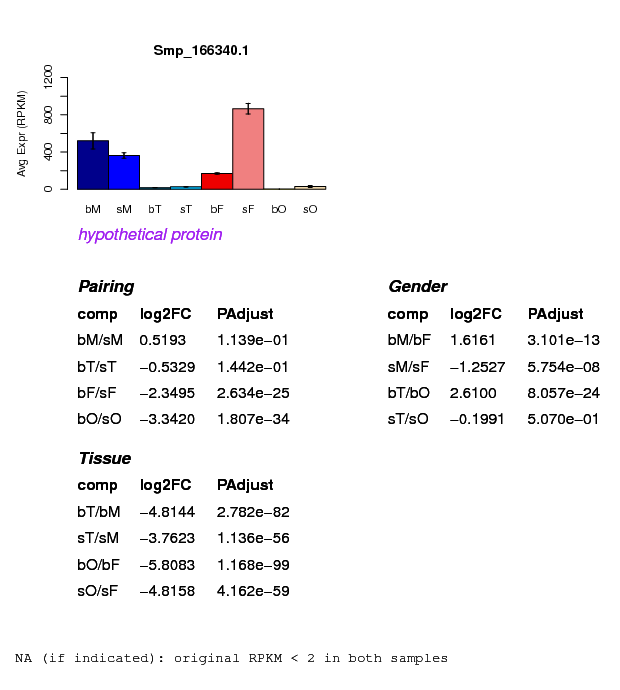 Smp_166340.1
Avg Expr (RPKM)
0 400 800 1200
bM sM bT sT bF sF bO sO
hypothetical protein
Pairing
comp log2FC PAdjust
bM/sM 0.5193 1.139e−01
bT/sT −0.5329 1.442e−01
bF/sF −2.3495 2.634e−25
bO/sO −3.3420 1.807e−34
Gender
comp log2FC PAdjust
bM/bF 1.6161 3.101e−13
sM/sF −1.2527 5.754e−08
bT/bO 2.6100 8.057e−24
sT/sO −0.1991 5.070e−01
Tissue
comp log2FC PAdjust
bT/bM −4.8144 2.782e−82
sT/sM −3.7623 1.136e−56
bO/bF −5.8083 1.168e−99
sO/sF −4.8158 4.162e−59
NA (if indicated): original RPKM < 2 in both samples